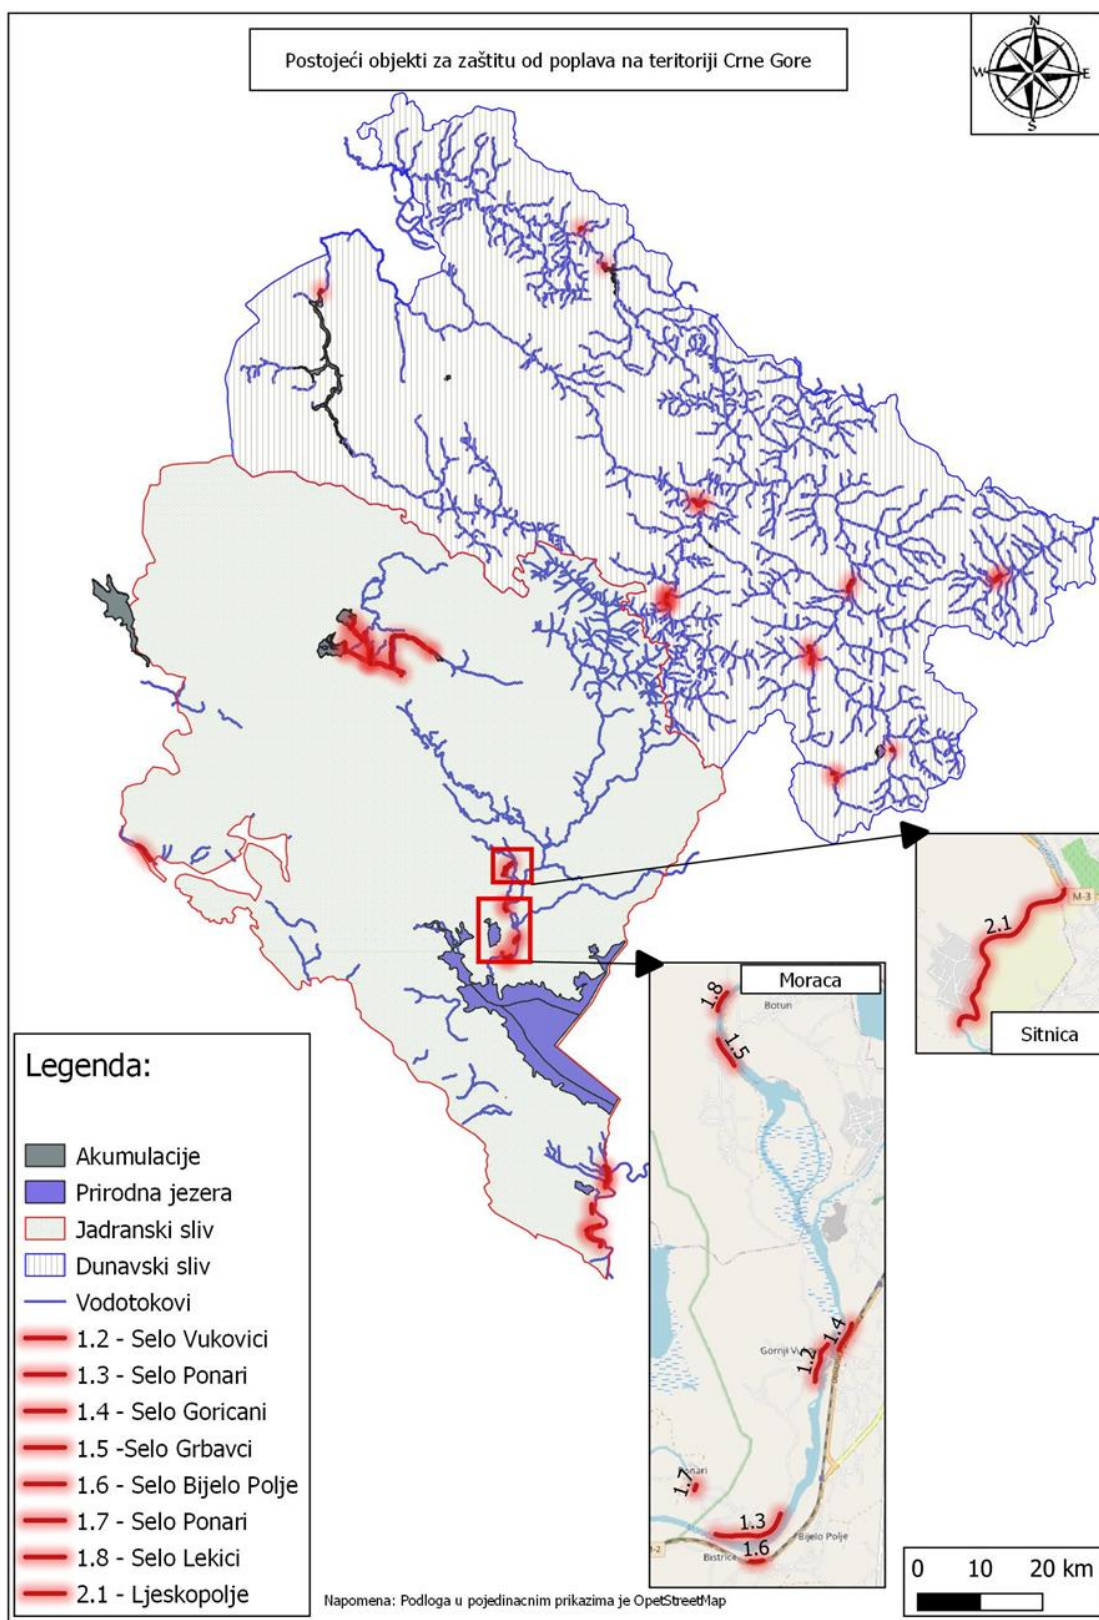 Postojeći objekti za zaštitu od poplava na teritoriji Crne Gore
N
W
E
S
M-3
2.1
Sitnica
Moraca
1.8
Botun
1.5
1.4
1.2
1.7
1.3
Bijelo Polje
1.6
Bistrice
Legenda:
Akumulacije
Prirodna jezera
Jadranski sliv
Dunavski sliv
Vodotokovi
1.2 - Selo Vukovici
1.3 - Selo Ponari
1.4 - Selo Goricani
1.5 -Selo Grbavci
1.6 - Selo Bijelo Polje
1.7 - Selo Ponari
1.8 - Selo Lekici
2.1 - Ljeskopolje
Napomena: Podloga u pojedinacnim prikazima je OpetStreetMap
0 10 20 km